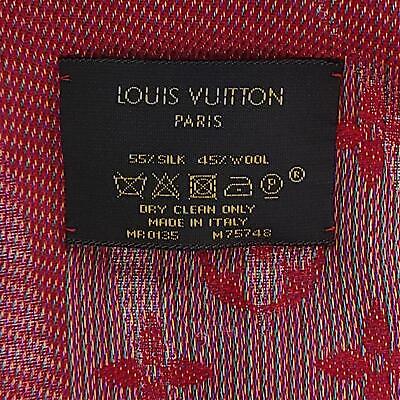 LOUIS VUITTON
PARIS
55% SILK 45% WOOL
P ®
DRY CLEAN ONLY
MADE IN ITALY
MR0135 M75748